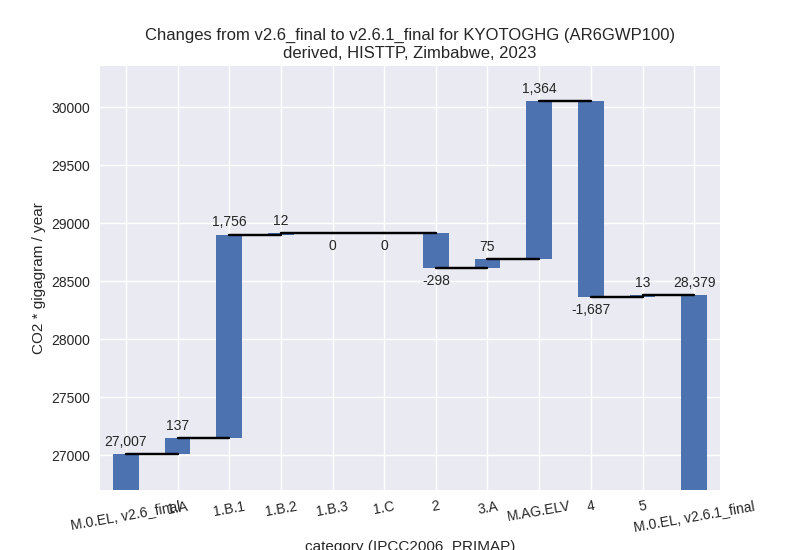 Changes from v2.6_final to v2.6.1_final for KYOTOGHG (AR6GWP100)
derived, HISTTP, Zimbabwe, 2023
CO2 * gigagram / year
30000
29500
29000
28500
28000
27500
27000
27,007
137
1,756
12
0
0
-298
75
1,364
-1,687
13
28,379
M.0.EL, v2.6_final
1.A
1.B.1
1.B.2
1.B.3
1.C
2
3.A
M.AG.ELV
4
5
M.0.EL, v2.6.1_final
category (IPCC2006_PRIMAP)